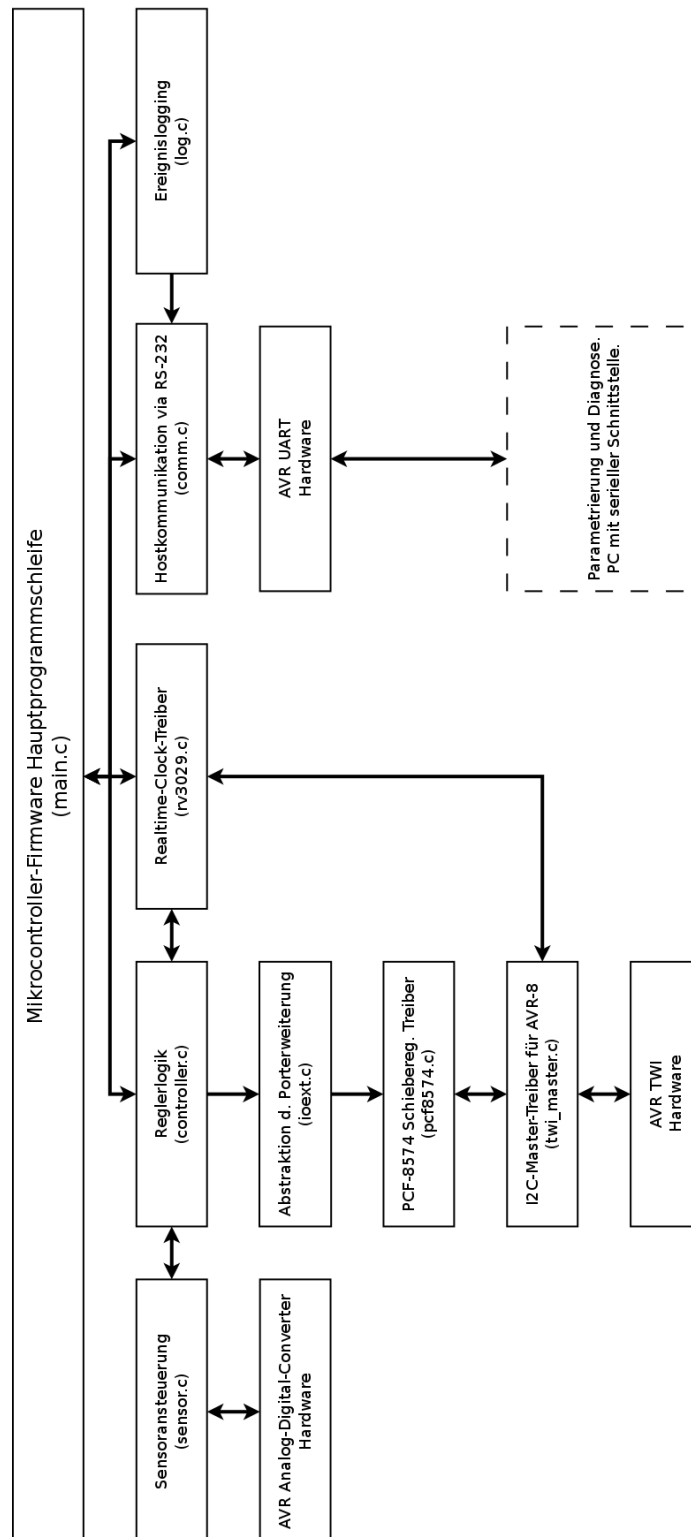 Mikrocontroller-Firmware Hauptprogrammschleife
(main.c)
Sensoransteuerung
(sensor.c)
Reglerlogik
(controller.c)
Realtime-Clock-Treiber
(rv3029.c)
Hostkommunikation via RS-232
(comm.c)
Ereignislogging
(log.c)
AVR Analog-Digital-Converter
Hardware
Abstraktion d. Porterweiterung
(ioext.c)
AVR UART
Hardware
PCF-8574 Schiebereg. Treiber
(pcf8574.c)
I2C-Master-Treiber für AVR-8
(twi_master.c)
Parametrierung und Diagnose.
PC mit serieller Schnittstelle.
AVR TWI
Hardware